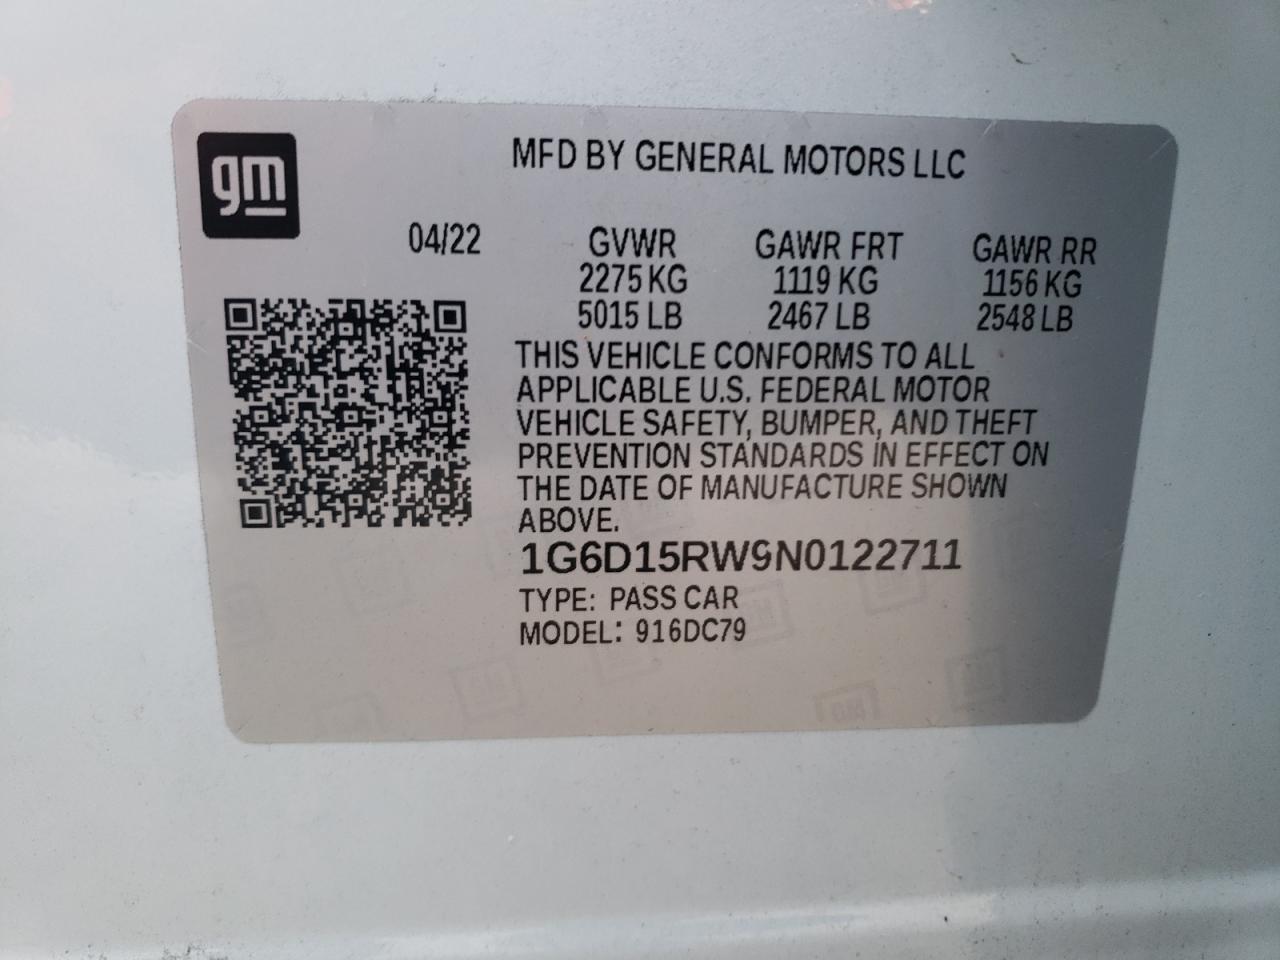 gm
MFD BY GENERAL MOTORS LLC
04/22 GVWR GAWR FRT GAWR RR
2275 KG 1119 KG 1156 KG
5015 LB 2467 LB 2548 LB
THIS VEHICLE CONFORMS TO ALL
APPLICABLE U.S. FEDERAL MOTOR
VEHICLE SAFETY, BUMPER, AND THEFT
PREVENTION STANDARDS IN EFFECT ON
THE DATE OF MANUFACTURE SHOWN
ABOVE.
1G6D15RW9N0122711
TYPE: PASS CAR
MODEL: 916DC79